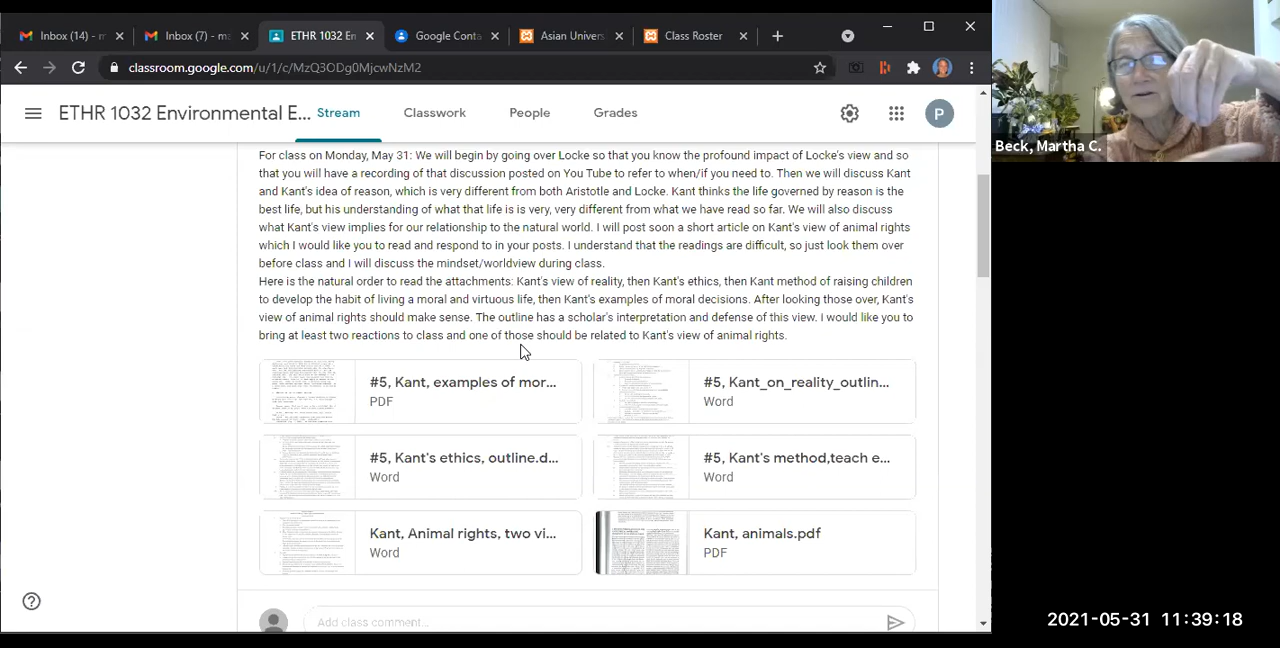 Inbox (14) - m
Inbox (7) - ma
ETHR 1032 En
Google Conta
Asian Univers
Class Roster
classroom.google.com/u/1/c/MzQ3ODg0MjcwNzM2
ETHR 1032 Environmental E...
Stream
Classwork
People
Grades
P
For class on Monday, May 31: We will begin by going over Locke so that you know the profound impact of Locke's view and so
that you will have a recording of that discussion posted on You Tube to refer to when/if you need to. Then we will discuss Kant
and Kant's idea of reason, which is very different from both Aristotle and Locke. Kant thinks the life governed by reason is the
best life, but his understanding of what that life is is very, very different from what we have read so far. We will also discuss
what Kant's view implies for our relationship to the natural world. I will post soon a short article on Kant's view of animal rights
which I would like you to read and respond to in your posts. I understand that the readings are difficult, so just look them over
before class and I will discuss the mindset/worldview during class.
Here is the natural order to read the attachments: Kant's view of reality, then Kant's ethics, then Kant method of raising children
to develop the habit of living a moral and virtuous life, then Kant's examples of moral decisions. After looking those over, Kant's
view of animal rights should make sense. The outline has a scholar's interpretation and defense of this view. I would like you to
bring at least two reactions to class and one of those should be related to Kant's view of animal rights.
#5, Kant, examples of mor...
PDF
#5, Kant_on_reality_outlin...
Word
#5, Kant's ethics,outline.d...
Word
#5, Kant's method,teach e...
Word
Kant, Animal rights, two vi...
Word
Kant, animals.pdf
PDF
Add class comment...
Beck, Martha C.
2021-05-31 11:39:18